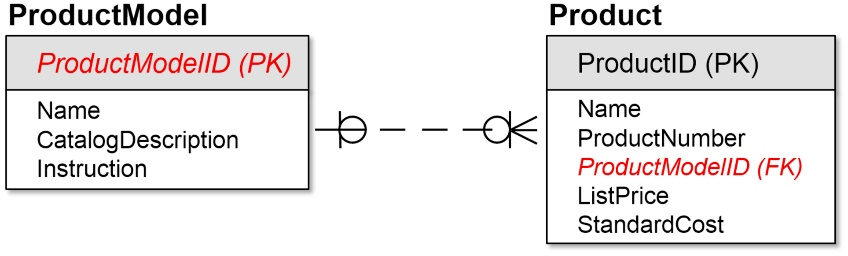 ProductModel
ProductModelID (PK)
Name
CatalogDescription
Instruction
Product
ProductID (PK)
Name
ProductNumber
ProductModelID (FK)
ListPrice
StandardCost